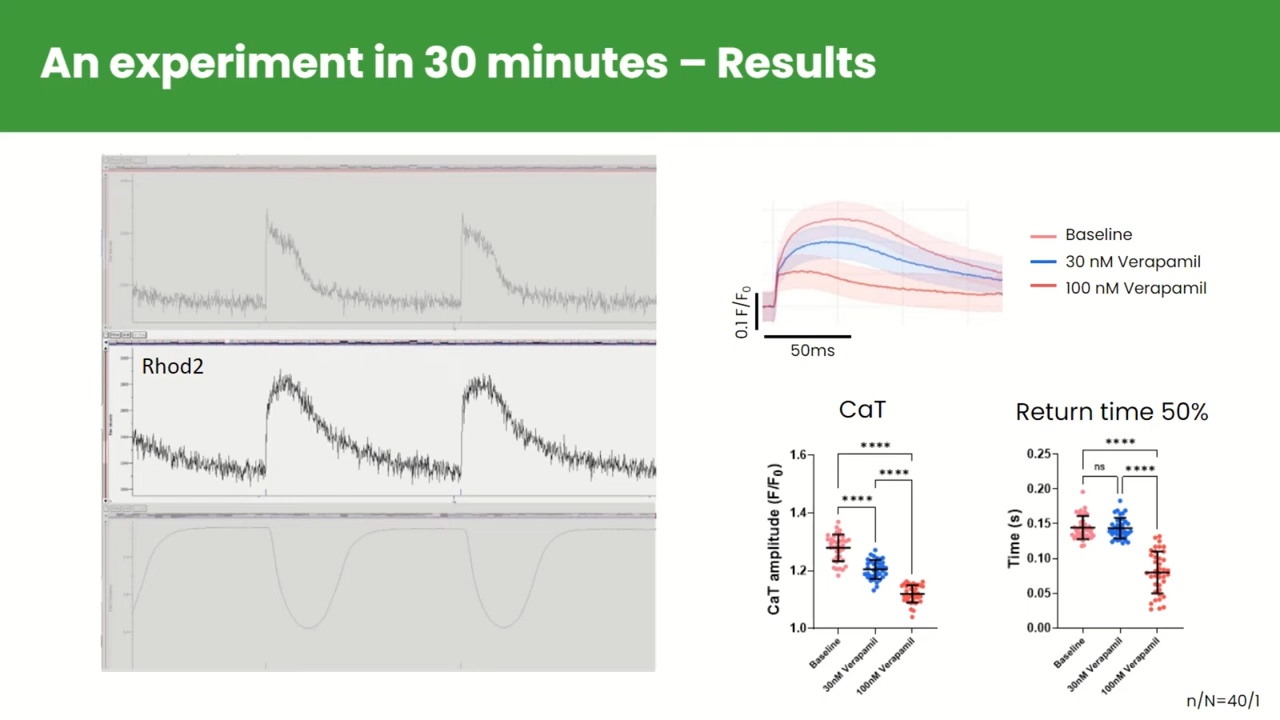 An experiment in 30 minutes – Results
Rhod2
0.1 F/F0
50ms
Baseline
30 nM Verapamil
100 nM Verapamil
CaT
****
****
****
CaT amplitude (F/F0)
1.6
1.4
1.2
1.0
Baseline
30nM Verapamil
100nM Verapamil
Return time 50%
****
ns
****
Time (s)
0.25
0.20
0.15
0.10
0.05
0.00
Baseline
30nM Verapamil
100nM Verapamil
n/N=40/1